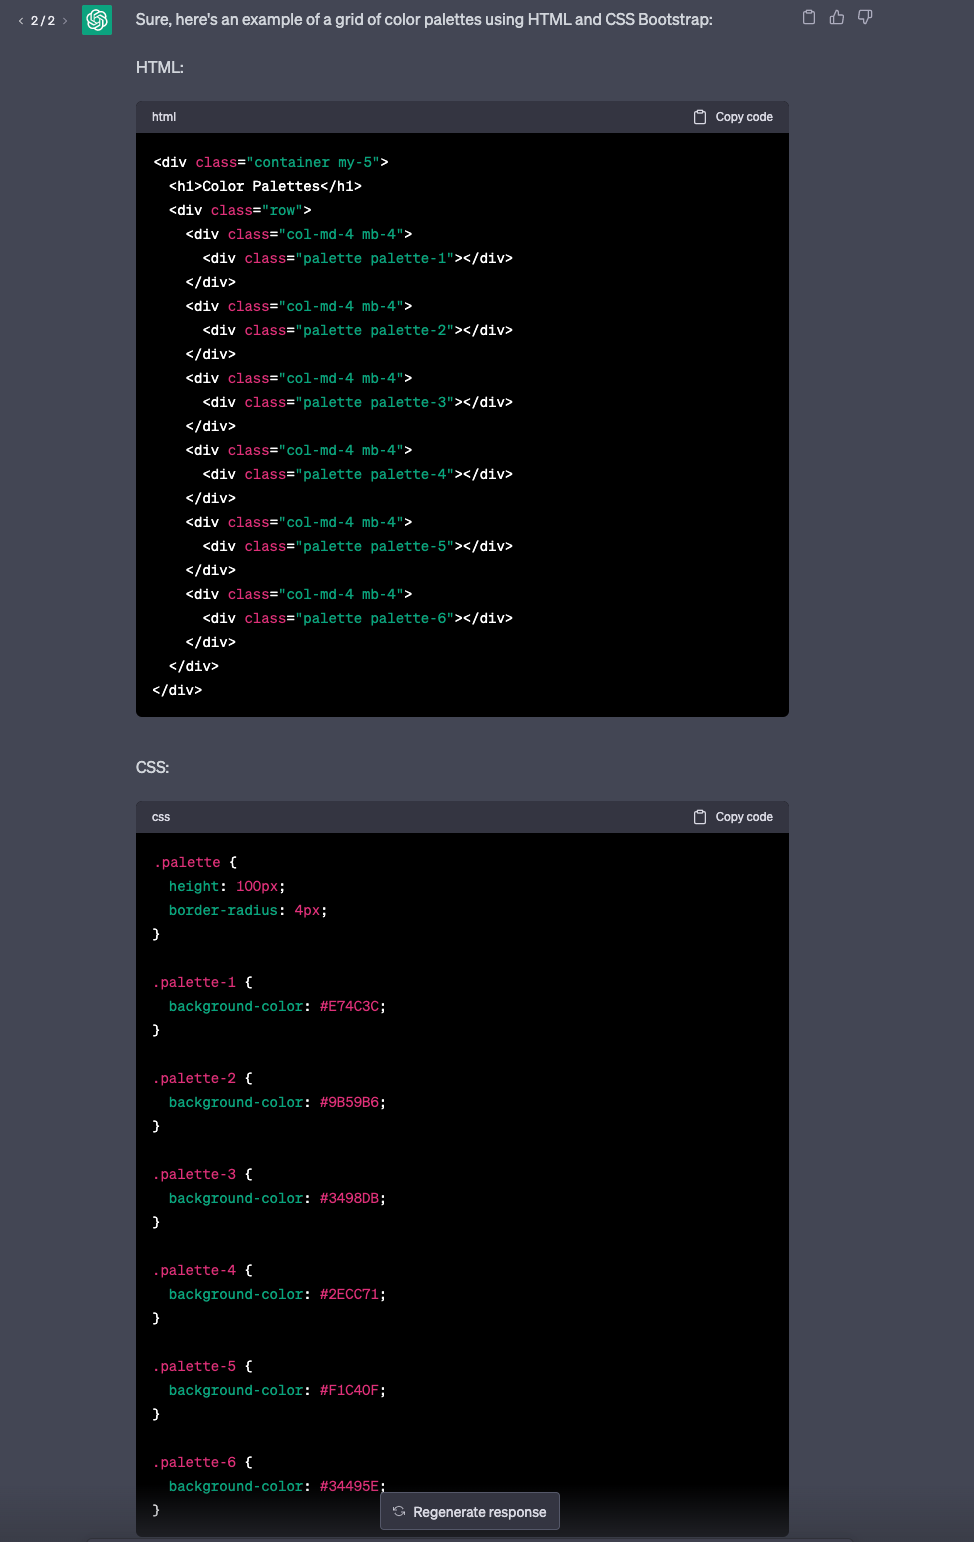 2 / 2
Sure, here's an example of a grid of color palettes using HTML and CSS Bootstrap:
HTML:
html
Copy code
<div class="container my-5">
  <h1>Color Palettes</h1>
  <div class="row">
    <div class="col-md-4 mb-4">
      <div class="palette palette-1"></div>
    </div>
    <div class="col-md-4 mb-4">
      <div class="palette palette-2"></div>
    </div>
    <div class="col-md-4 mb-4">
      <div class="palette palette-3"></div>
    </div>
    <div class="col-md-4 mb-4">
      <div class="palette palette-4"></div>
    </div>
    <div class="col-md-4 mb-4">
      <div class="palette palette-5"></div>
    </div>
    <div class="col-md-4 mb-4">
      <div class="palette palette-6"></div>
    </div>
  </div>
</div>
CSS:
css
Copy code
.palette {
  height: 100px;
  border-radius: 4px;
}
.palette-1 {
  background-color: #E74C3C;
}
.palette-2 {
  background-color: #9B59B6;
}
.palette-3 {
  background-color: #3498DB;
}
.palette-4 {
  background-color: #2ECC71;
}
.palette-5 {
  background-color: #F1C40F;
}
.palette-6 {
  background-color: #34495E;
}
Regenerate response